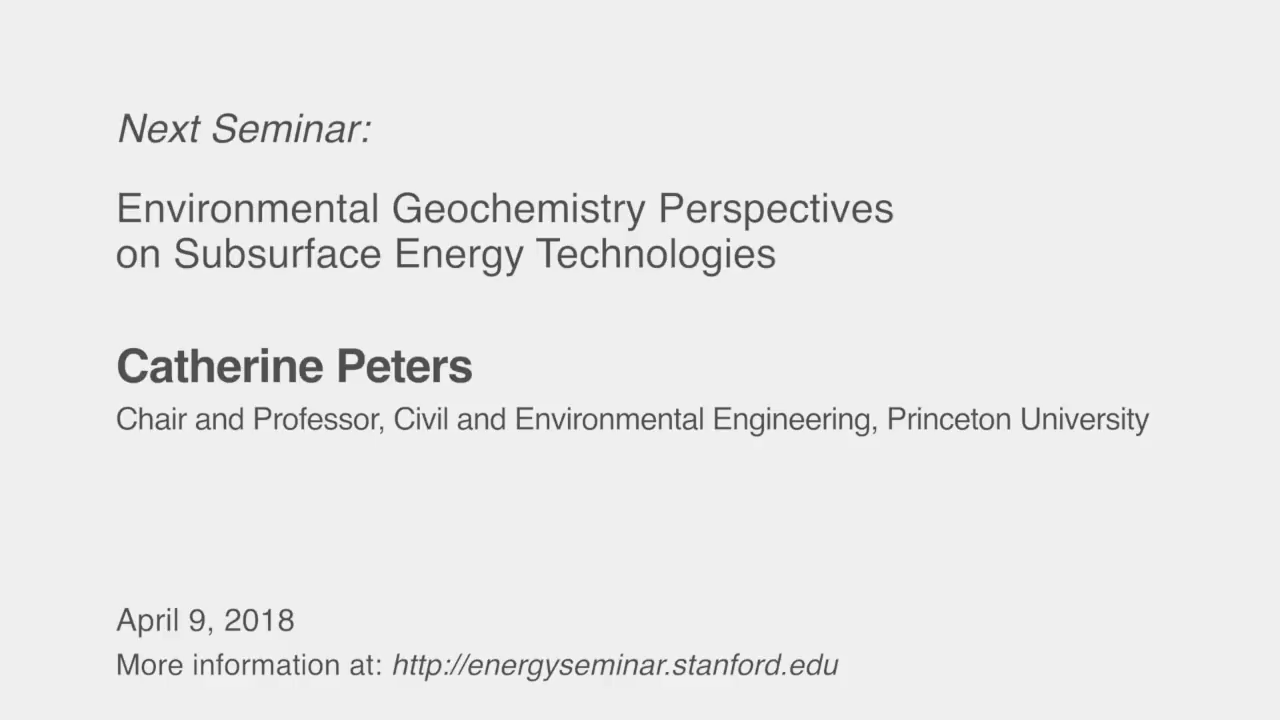 Next Seminar:
Environmental Geochemistry Perspectives
on Subsurface Energy Technologies
Catherine Peters
Chair and Professor, Civil and Environmental Engineering, Princeton University
April 9, 2018
More information at: http://energyseminar.stanford.edu